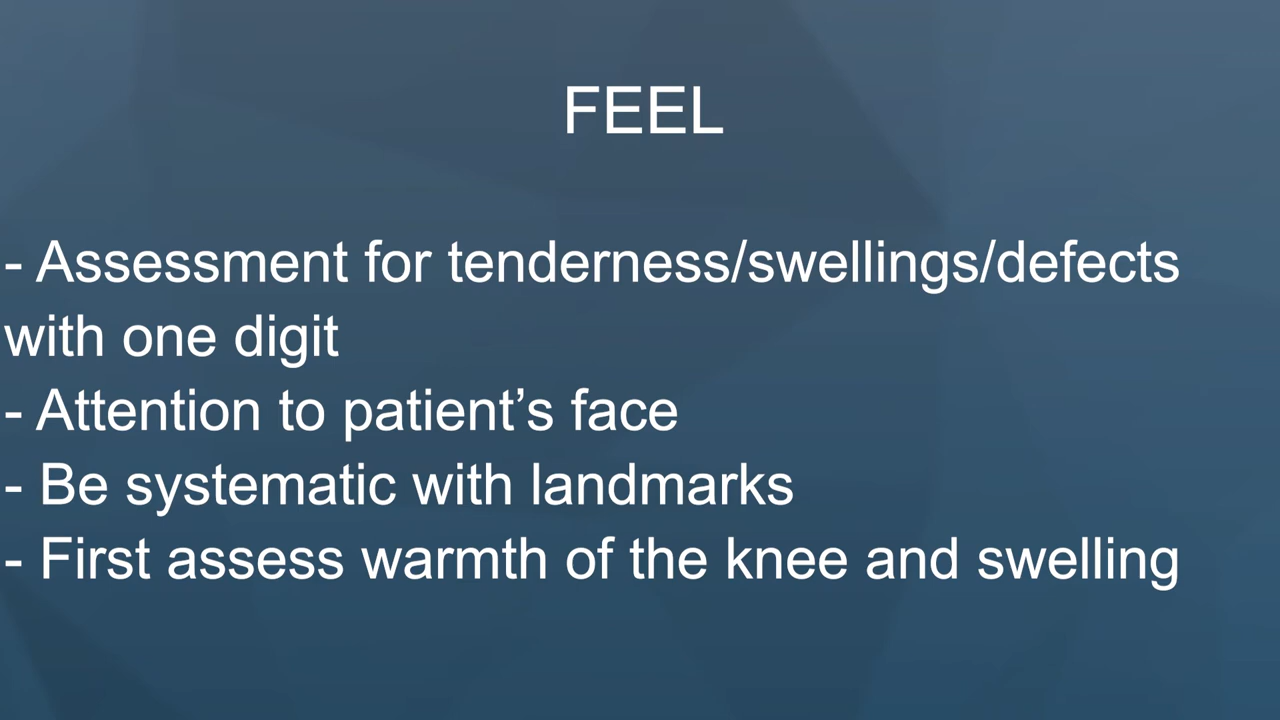 FEEL
- Assessment for tenderness/swellings/defects
with one digit
- Attention to patient’s face
- Be systematic with landmarks
- First assess warmth of the knee and swelling